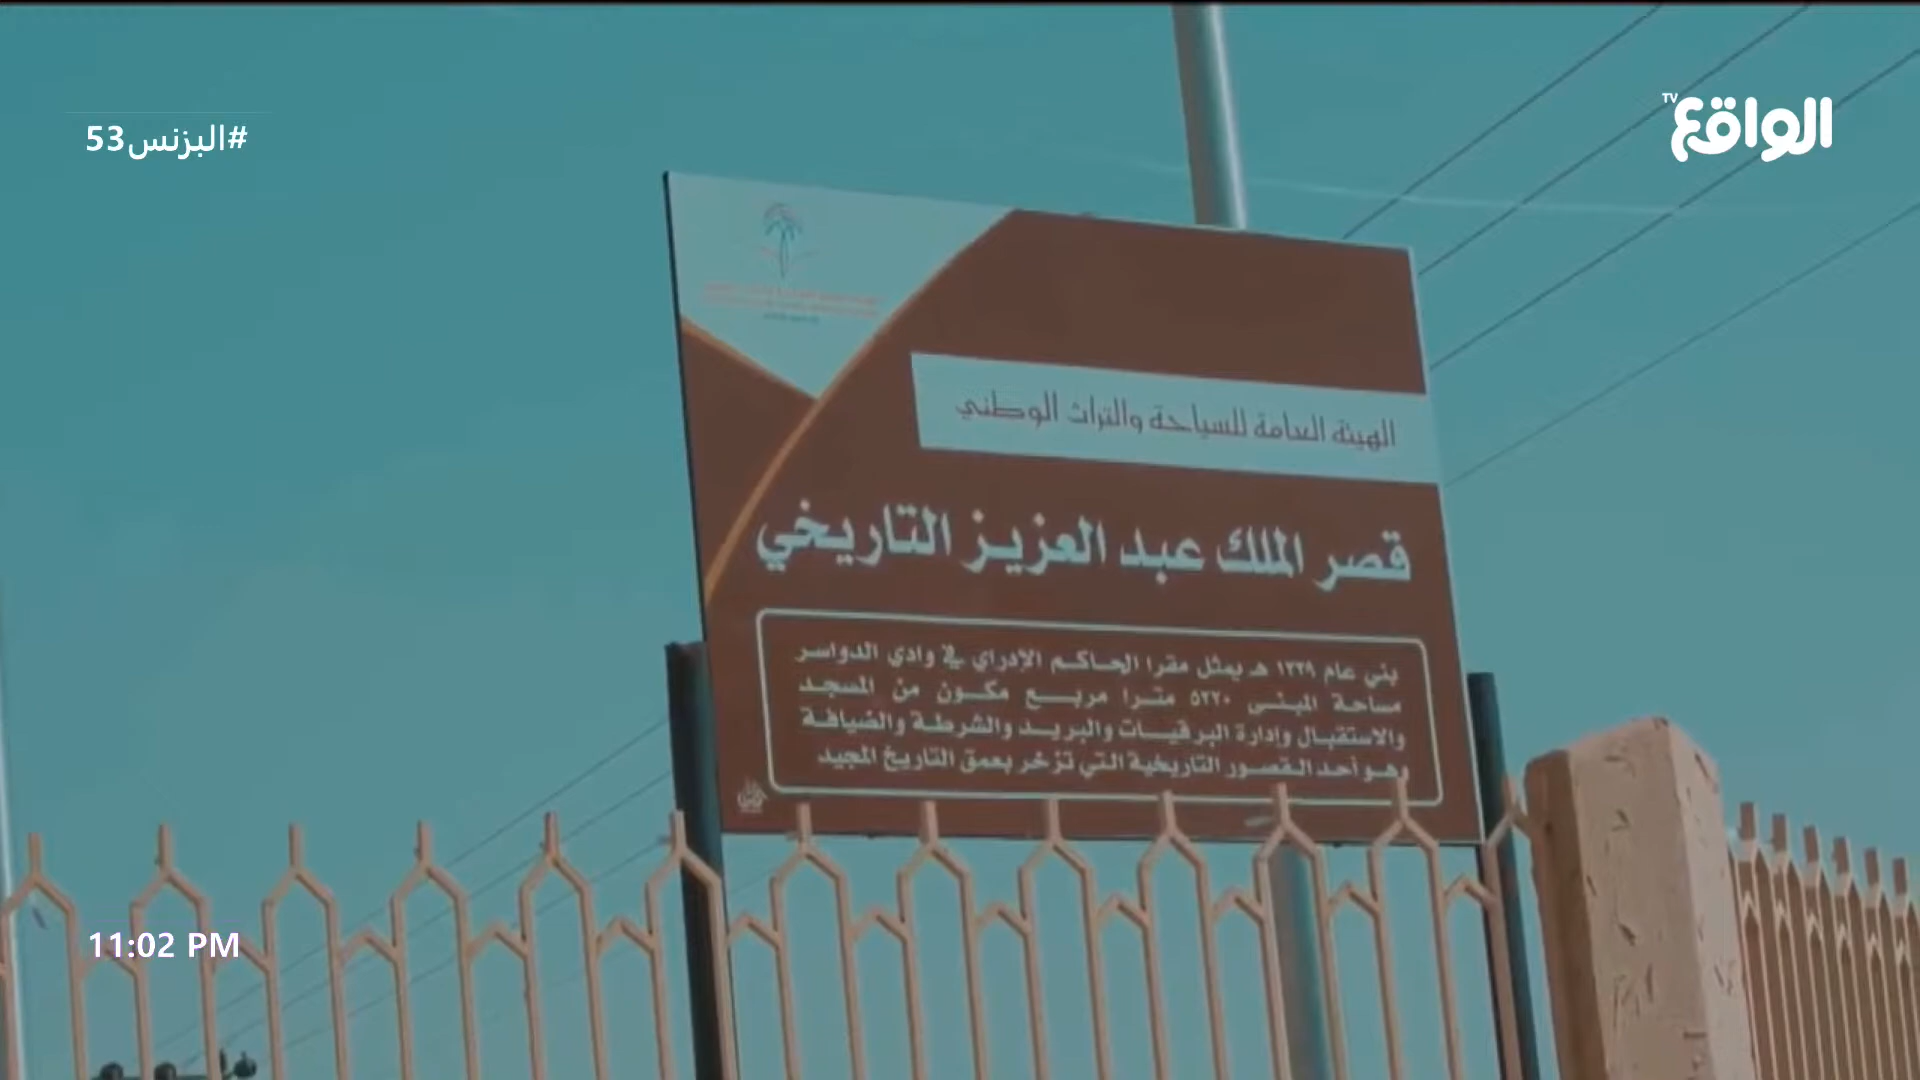 #البزنس53
الواقع TV
الهيئة العامة للسياحة والتراث الوطني
قصر الملك عبد العزيز التاريخي
بني عام ١٣٣٩ هـ يمثل مقرا الحاكم الإدراي في وادي الدواسر
مساحة المبنى ٥٢٢٠ مترا مربع مكون من المسجد
والاستقبال وإدارة البرقيات والبريد والشرطة والضيافة
وهو أحد القصور التاريخية التي تزخر بعمق التاريخ المجيد
11:02 PM